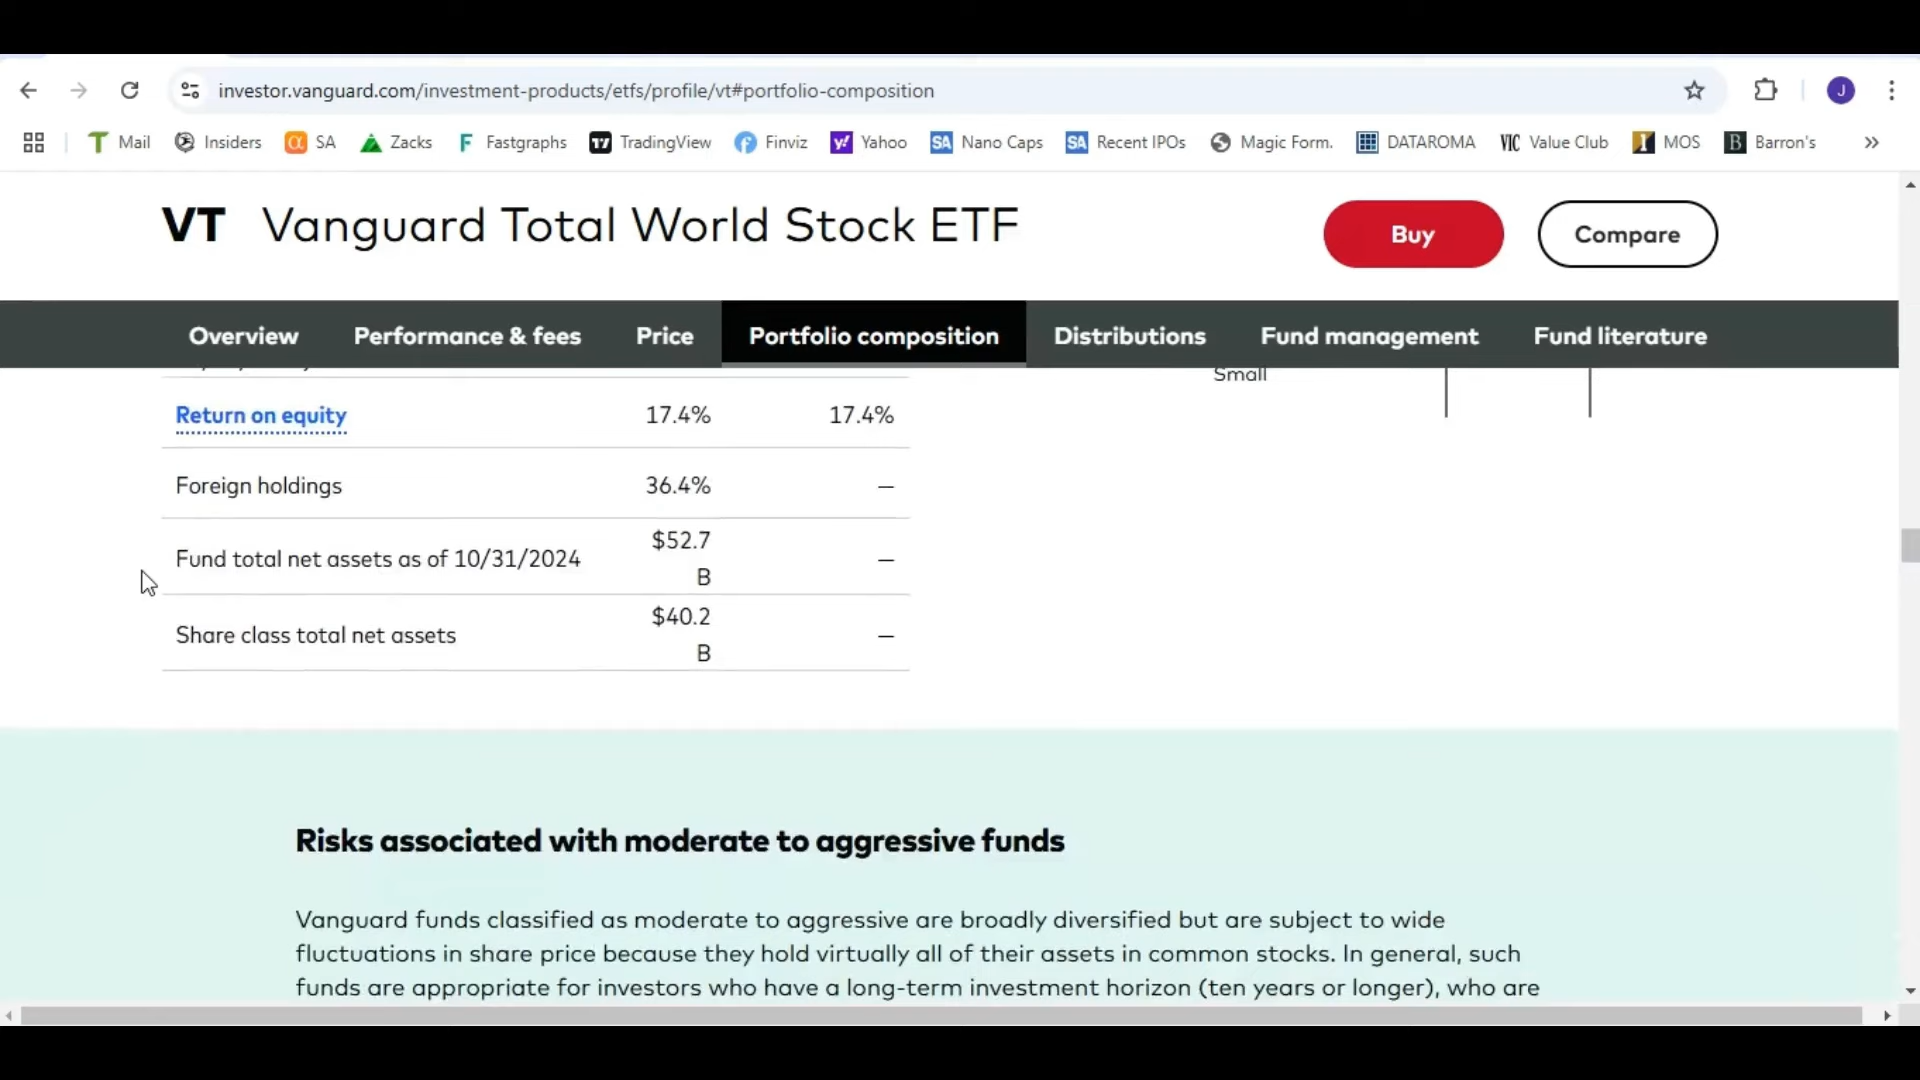 investor.vanguard.com/investment-products/etfs/profile/vt#portfolio-composition
J
Mail Insiders SA Zacks Fastgraphs TradingView Finviz Yahoo SA Nano Caps SA Recent IPOs Magic Form. DATAROMA VIC Value Club MOS B Barron's
VT Vanguard Total World Stock ETF
Buy
Compare
Overview Performance & fees Price Portfolio composition Distributions Fund management Fund literature
Small
Return on equity 17.4% 17.4%
Foreign holdings 36.4% —
Fund total net assets as of 10/31/2024 $52.7 B —
Share class total net assets $40.2 B —
Risks associated with moderate to aggressive funds
Vanguard funds classified as moderate to aggressive are broadly diversified but are subject to wide
fluctuations in share price because they hold virtually all of their assets in common stocks. In general, such
funds are appropriate for investors who have a long-term investment horizon (ten years or longer), who are